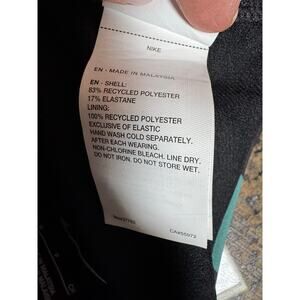 NIKE
EN - MADE IN MALAYSIA
EN - SHELL:
83% RECYCLED POLYESTER
17% ELASTANE
LINING:
100% RECYCLED POLYESTER
EXCLUSIVE OF ELASTIC
HAND WASH COLD SEPARATELY.
AFTER EACH WEARING.
NON-CHLORINE BLEACH. LINE DRY.
DO NOT IRON. DO NOT STORE WET.
CA#55972